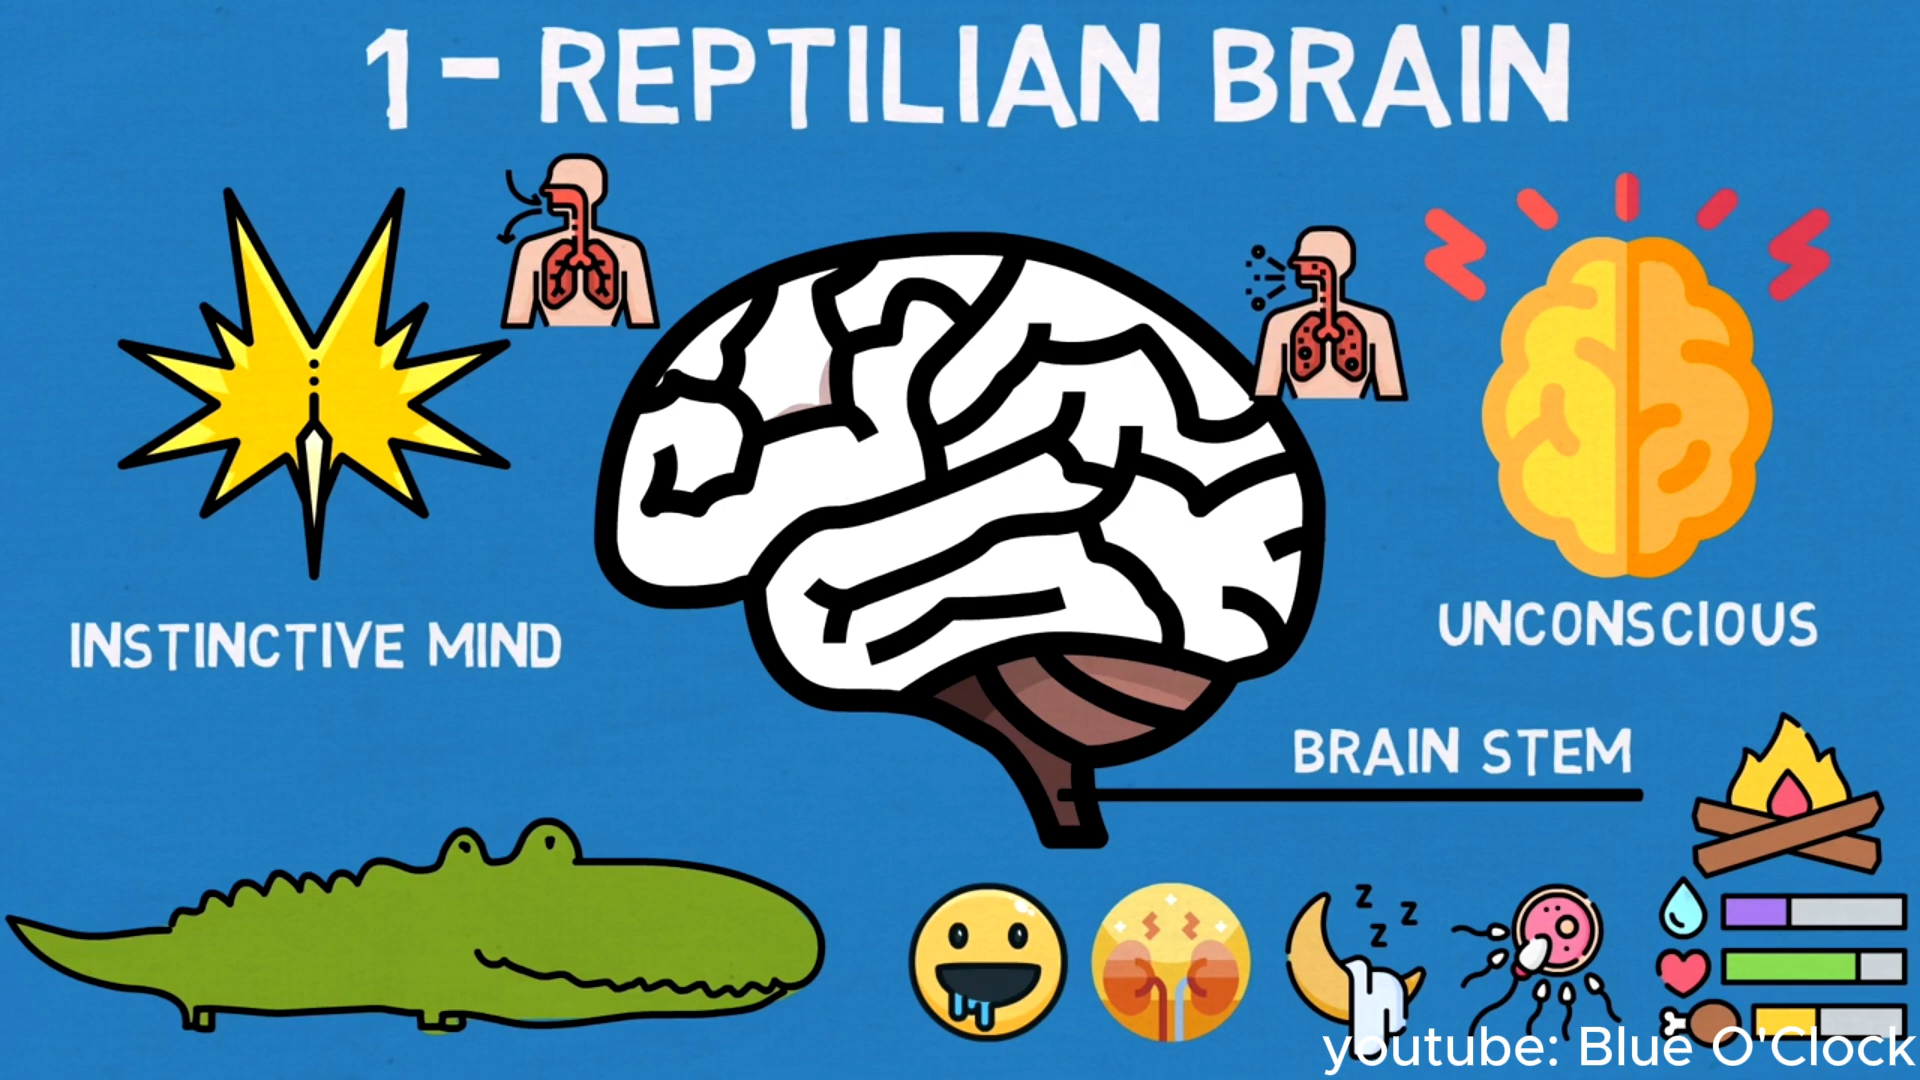 1 - REPTILIAN BRAIN
INSTINCTIVE MIND
UNCONSCIOUS
BRAIN STEM
Z
Z
Z
youtube: Blue O'Clock